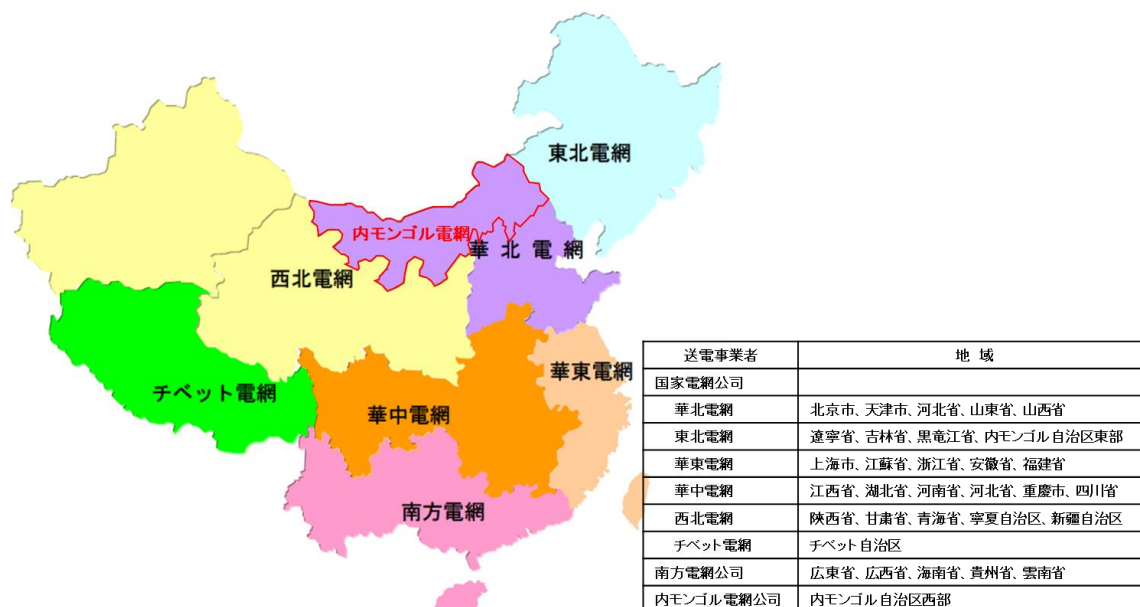 東北電網
内モンゴル電網
華北電網
西北電網
チベット電網
華中電網
華東電網
南方電網
送電事業者 地域
国家電網公司
華北電網 北京市、天津市、河北省、山東省、山西省
東北電網 遼寧省、吉林省、黒竜江省、内モンゴル自治区東部
華東電網 上海市、江蘇省、浙江省、安徽省、福建省
華中電網 江西省、湖北省、河南省、河北省、重慶市、四川省
西北電網 陝西省、甘粛省、青海省、寧夏自治区、新疆自治区
チベット電網 チベット自治区
南方電網公司 広東省、広西省、海南省、貴州省、雲南省
内モンゴル電網公司 内モンゴル自治区西部